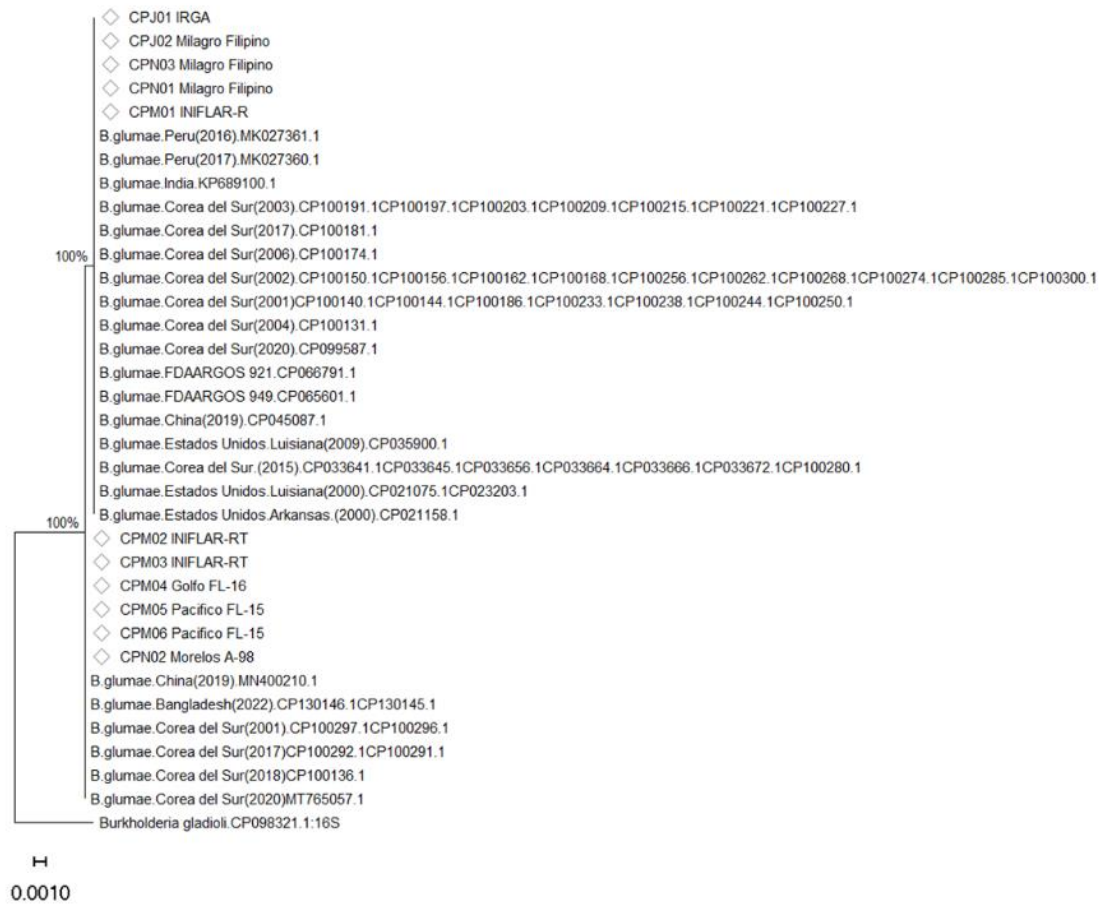 CPJ01 IRGA
CPJ02 Milagro Filipino
CPN03 Milagro Filipino
CPN01 Milagro Filipino
CPM01 INIFLAR-R
B.glumae.Peru(2016).MK027361.1
B.glumae.Peru(2017).MK027360.1
B.glumae.India.KP689100.1
B.glumae.Corea del Sur(2003).CP100191.1CP100197.1CP100203.1CP100209.1CP100215.1CP100221.1CP100227.1
B.glumae.Corea del Sur(2017).CP100181.1
100% B.glumae.Corea del Sur(2006).CP100174.1
B.glumae.Corea del Sur(2002).CP100150.1CP100156.1CP100162.1CP100168.1CP100256.1CP100262.1CP100268.1CP100274.1CP100285.1CP100300.1
B.glumae.Corea del Sur(2001)CP100140.1CP100144.1CP100186.1CP100233.1CP100238.1CP100244.1CP100250.1
B.glumae.Corea del Sur(2004).CP100131.1
B.glumae.Corea del Sur(2020).CP099587.1
B.glumae.FDAARGOS 921.CP066791.1
B.glumae.FDAARGOS 949.CP065601.1
B.glumae.China(2019).CP045087.1
B.glumae.Estados Unidos.Luisiana(2009).CP035900.1
B.glumae.Corea del Sur.(2015).CP033641.1CP033645.1CP033656.1CP033664.1CP033666.1CP033672.1CP100280.1
B.glumae.Estados Unidos.Luisiana(2000).CP021075.1CP023203.1
B.glumae.Estados Unidos.Arkansas.(2000).CP021158.1
100%
CPM02 INIFLAR-RT
CPM03 INIFLAR-RT
CPM04 Golfo FL-16
CPM05 Pacifico FL-15
CPM06 Pacifico FL-15
CPN02 Morelos A-98
B.glumae.China(2019).MN400210.1
B.glumae.Bangladesh(2022).CP130146.1CP130145.1
B.glumae.Corea del Sur(2001).CP100297.1CP100296.1
B.glumae.Corea del Sur(2017)CP100292.1CP100291.1
B.glumae.Corea del Sur(2018)CP100136.1
B.glumae.Corea del Sur(2020)MT765057.1
Burkholderia gladioli.CP098321.1:16S
0.0010